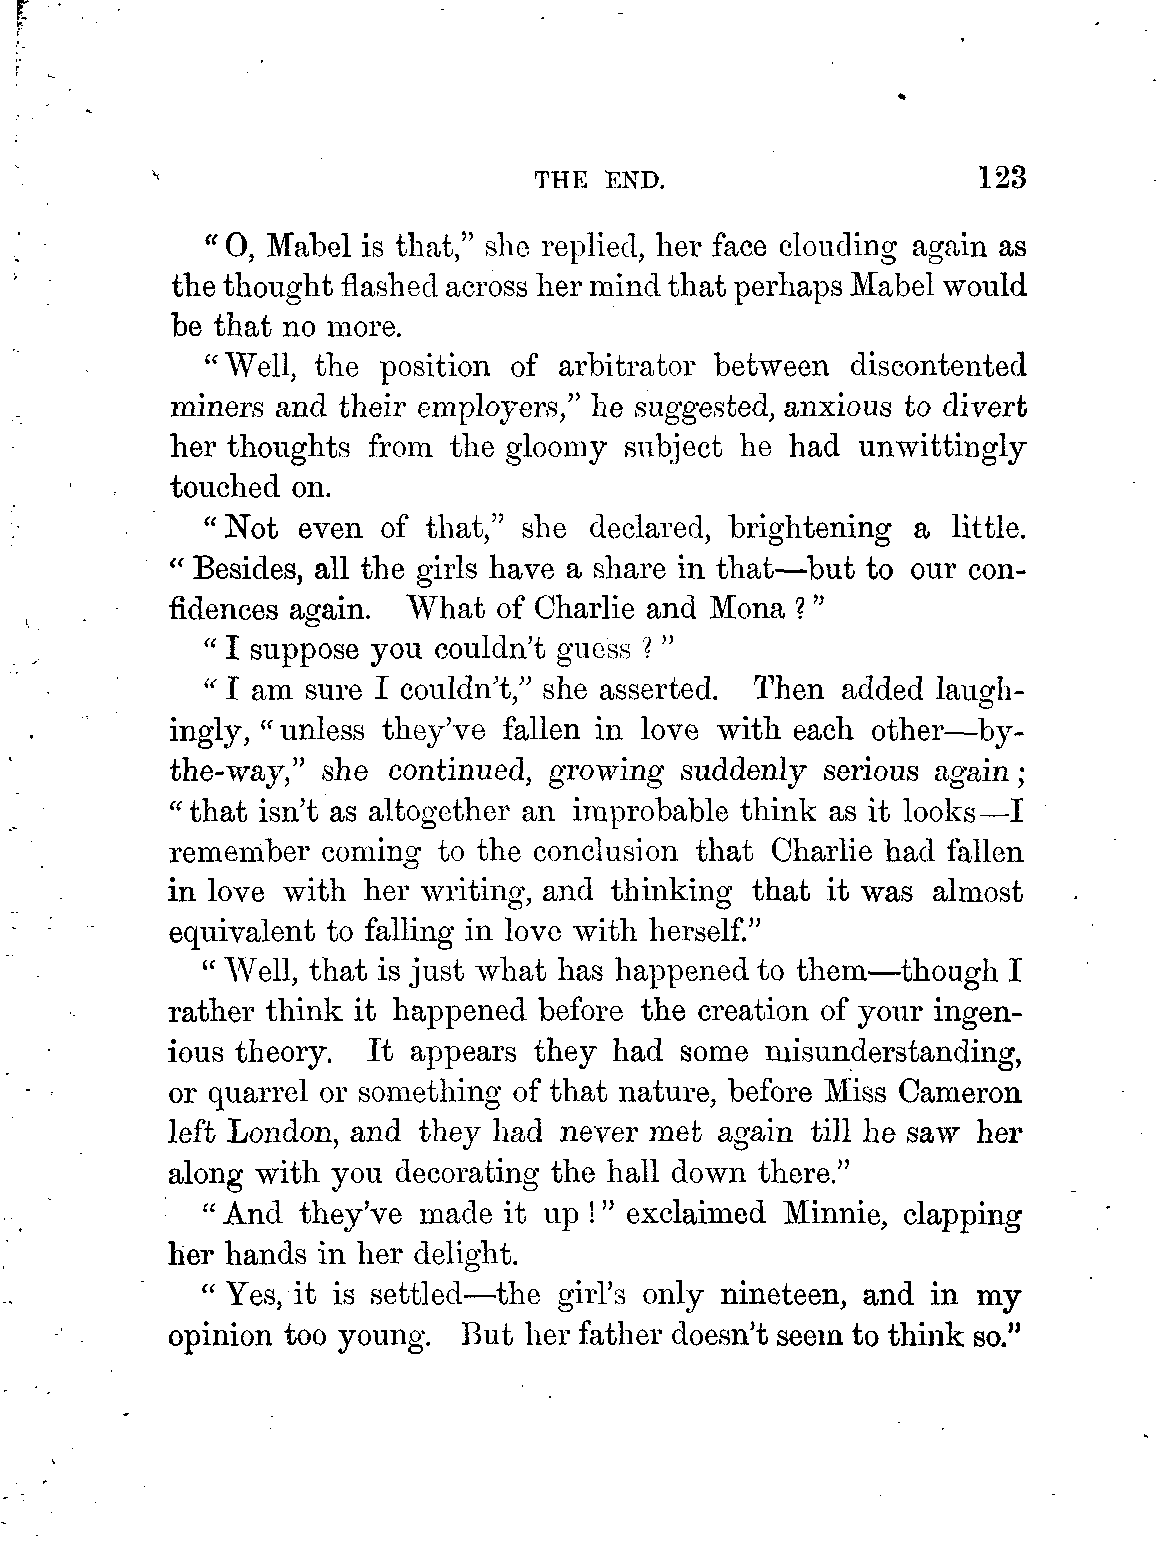 THE END. 123
“O, Mabel is that,” she replied, her face clouding again as
the thought flashed across her mind that perhaps Mabel would
be that no more.
“Well, the position of arbitrator between discontented
miners and their employers,” he suggested, anxious to divert
her thoughts from the gloomy subject he had unwittingly
touched on.
“Not even of that,” she declared, brightening a little.
“Besides, all the girls have a share in that—but to our con-
fidences again. What of Charlie and Mona?”
“I suppose you couldn't guess?”
“I am sure I couldn't,” she asserted. Then added laugh-
ingly, “unless they've fallen in love with each other—by-
the-way,” she continued, growing suddenly serious again;
“that isn't as altogether an improbable think as it looks—I
remember coming to the conclusion that Charlie had fallen
in love with her writing, and thinking that it was almost
equivalent to falling in love with herself.”
“Well, that is just what has happened to them—though I
rather think it happened before the creation of your ingen-
ious theory. It appears they had some misunderstanding,
or quarrel or something of that nature, before Miss Cameron
left London, and they had never met again till he saw her
along with you decorating the hall down there.”
“And they've made it up!” exclaimed Minnie, clapping
her hands in her delight.
“Yes, it is settled—the girl's only nineteen, and in my
opinion too young. But her father doesn't seem to think so.”